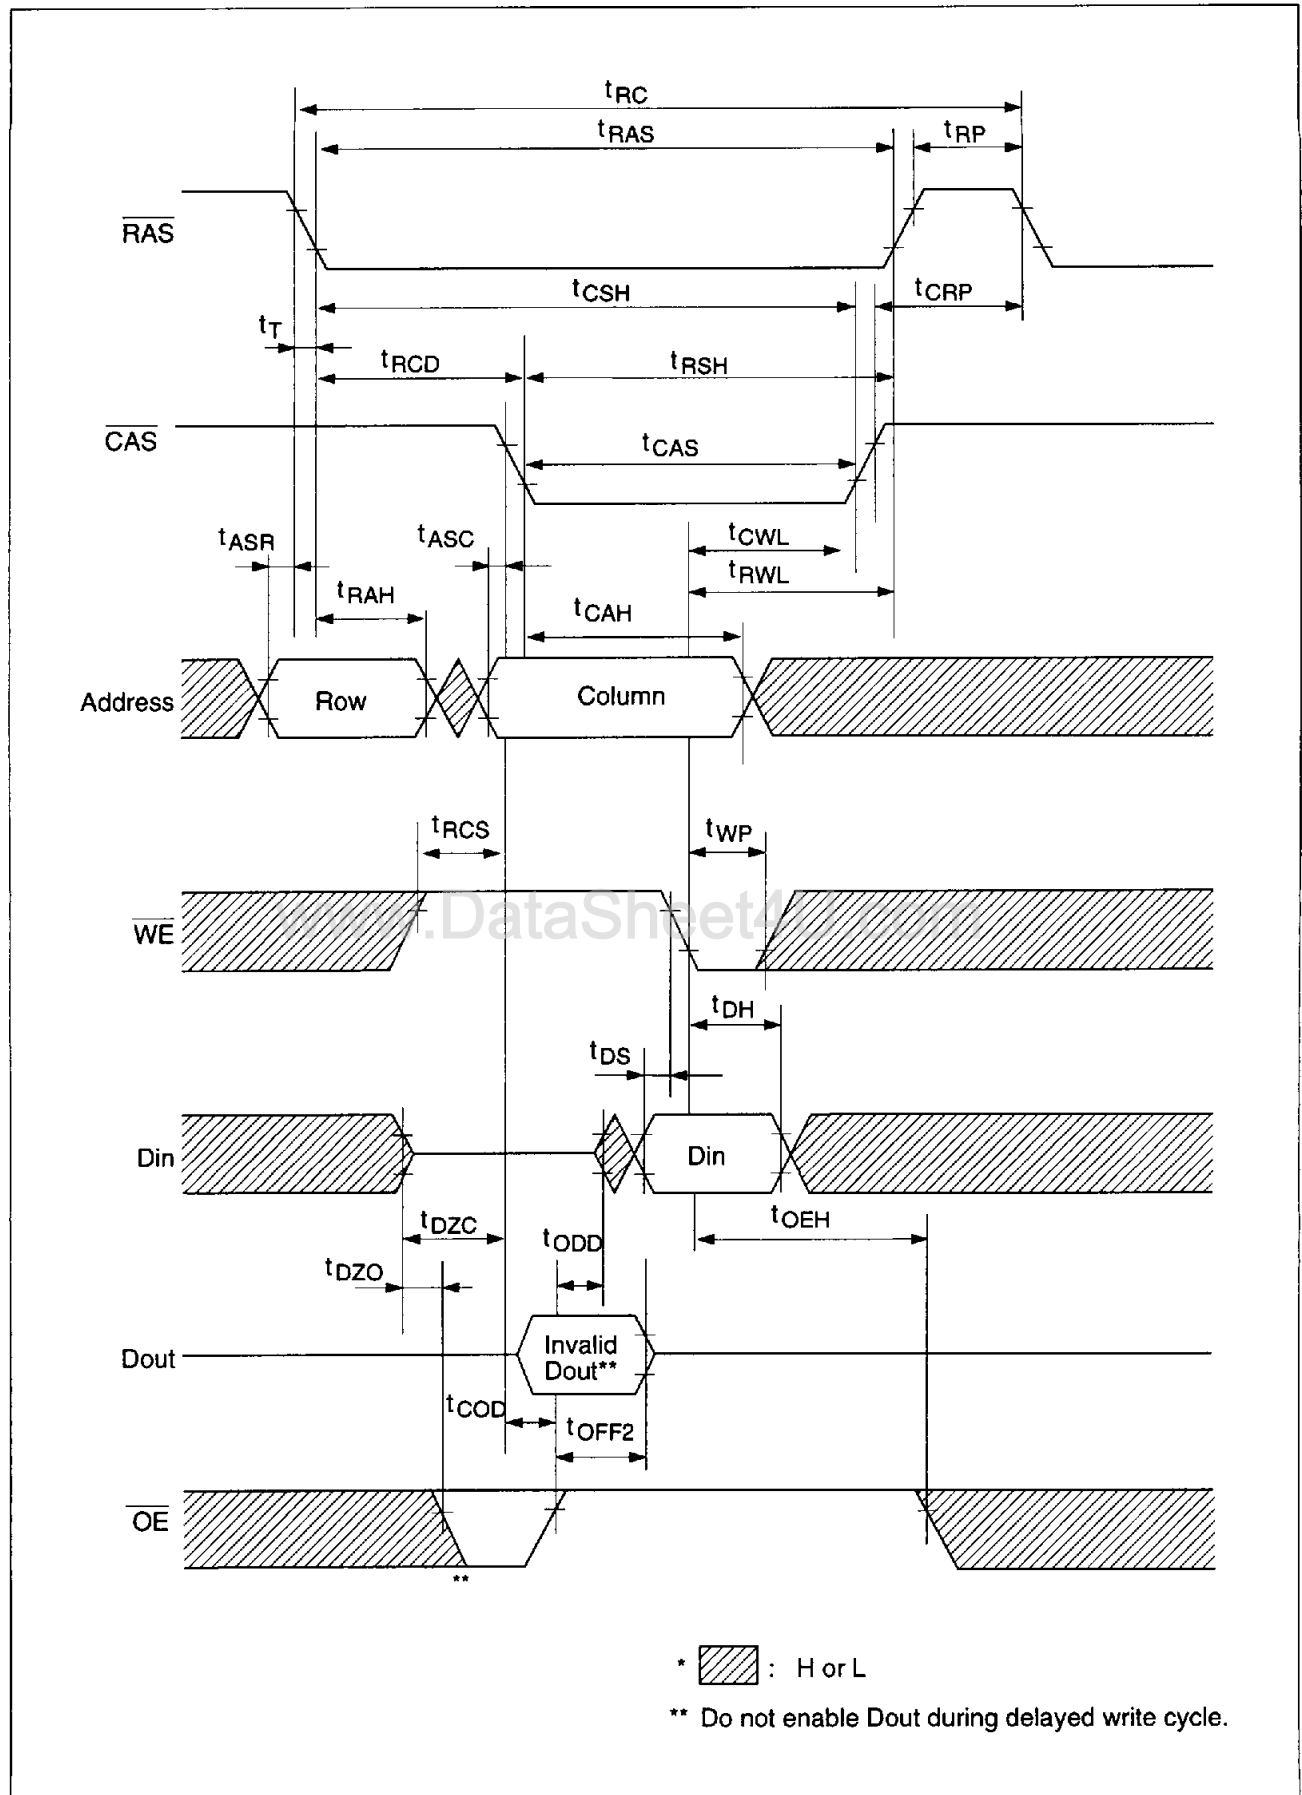 tRC
tRAS
tRP
RAS
tCSH
tCRP
tT
tRCD
tRSH
CAS
tCAS
tASR
tASC
tCWL
tRWL
tRAH
tCAH
Address
Row
Column
tRCS
tWP
www.DataSheet4U.com
WE
tDH
tDS
Din
Din
tDZC
tODD
tOEH
tDZO
Dout
Invalid
Dout**
tCOD
tOFF2
OE
**
* : H or L
** Do not enable Dout during delayed write cycle.